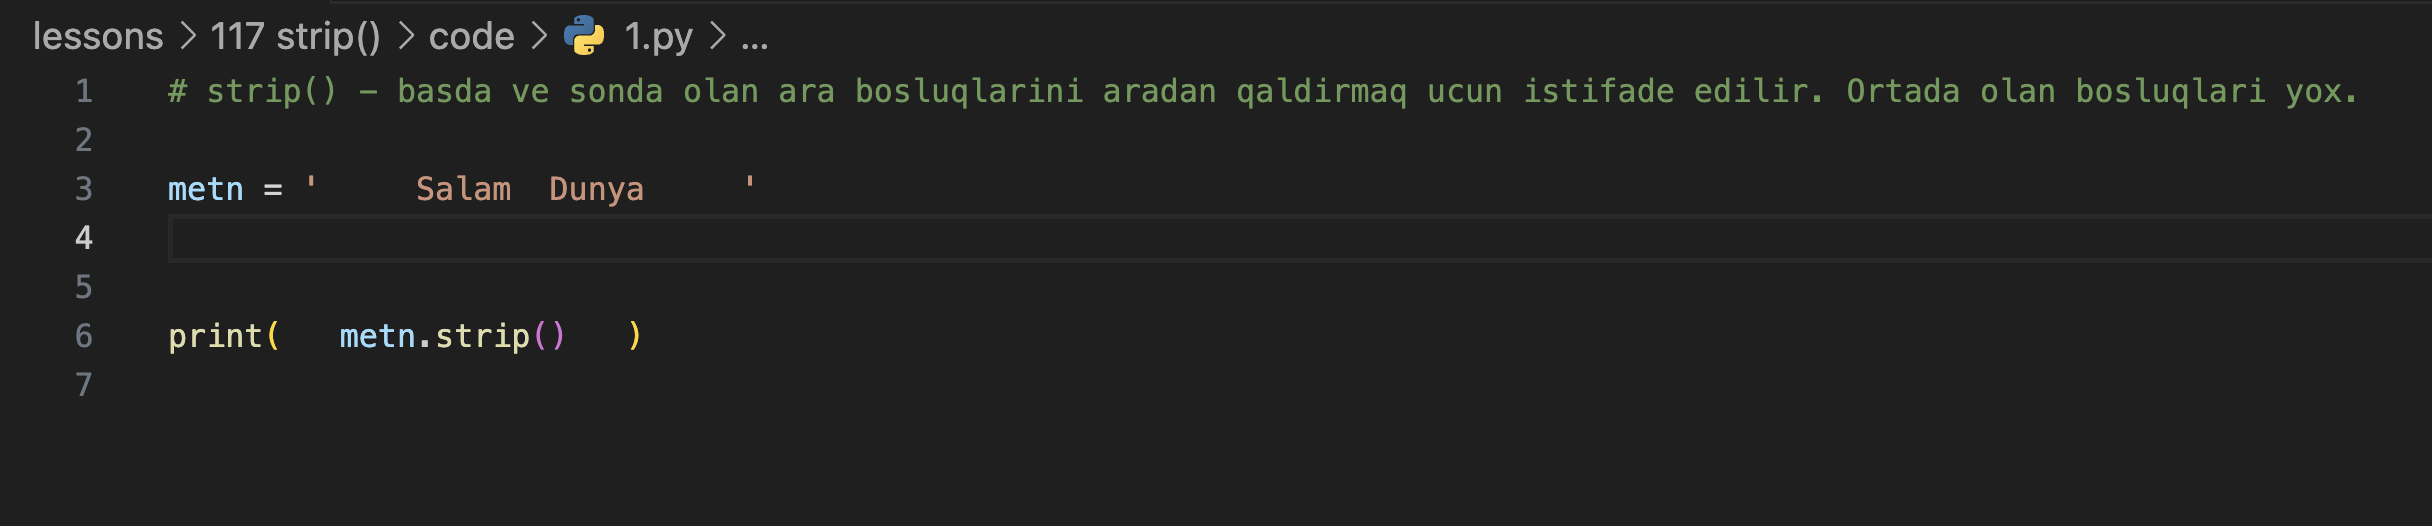 lessons > 117 strip() > code > 1.py > ...
1 # strip() - basda ve sonda olan ara bosluqlarini aradan qaldirmaq ucun istifade edilir. Ortada olan bosluqlari yox.
2
3 metn = '     Salam  Dunya     '
4
5
6 print(   metn.strip()   )
7